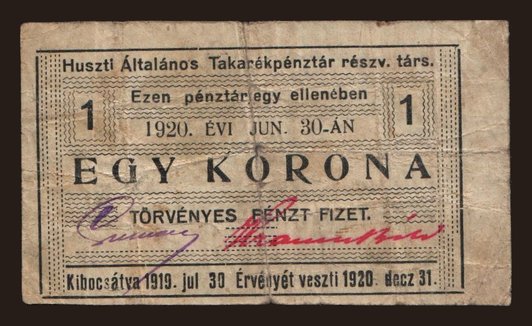 Huszti Általános Takarékpénztár részv. társ.
1 Ezen pénztárjegy ellenében 1
1920. ÉVI JUN. 30-ÁN
EGY KORONA
TÖRVÉNYES PÉNZT FIZET.
Kibocsátva 1919. jul 30. Érvényét veszti 1920. decz 31.